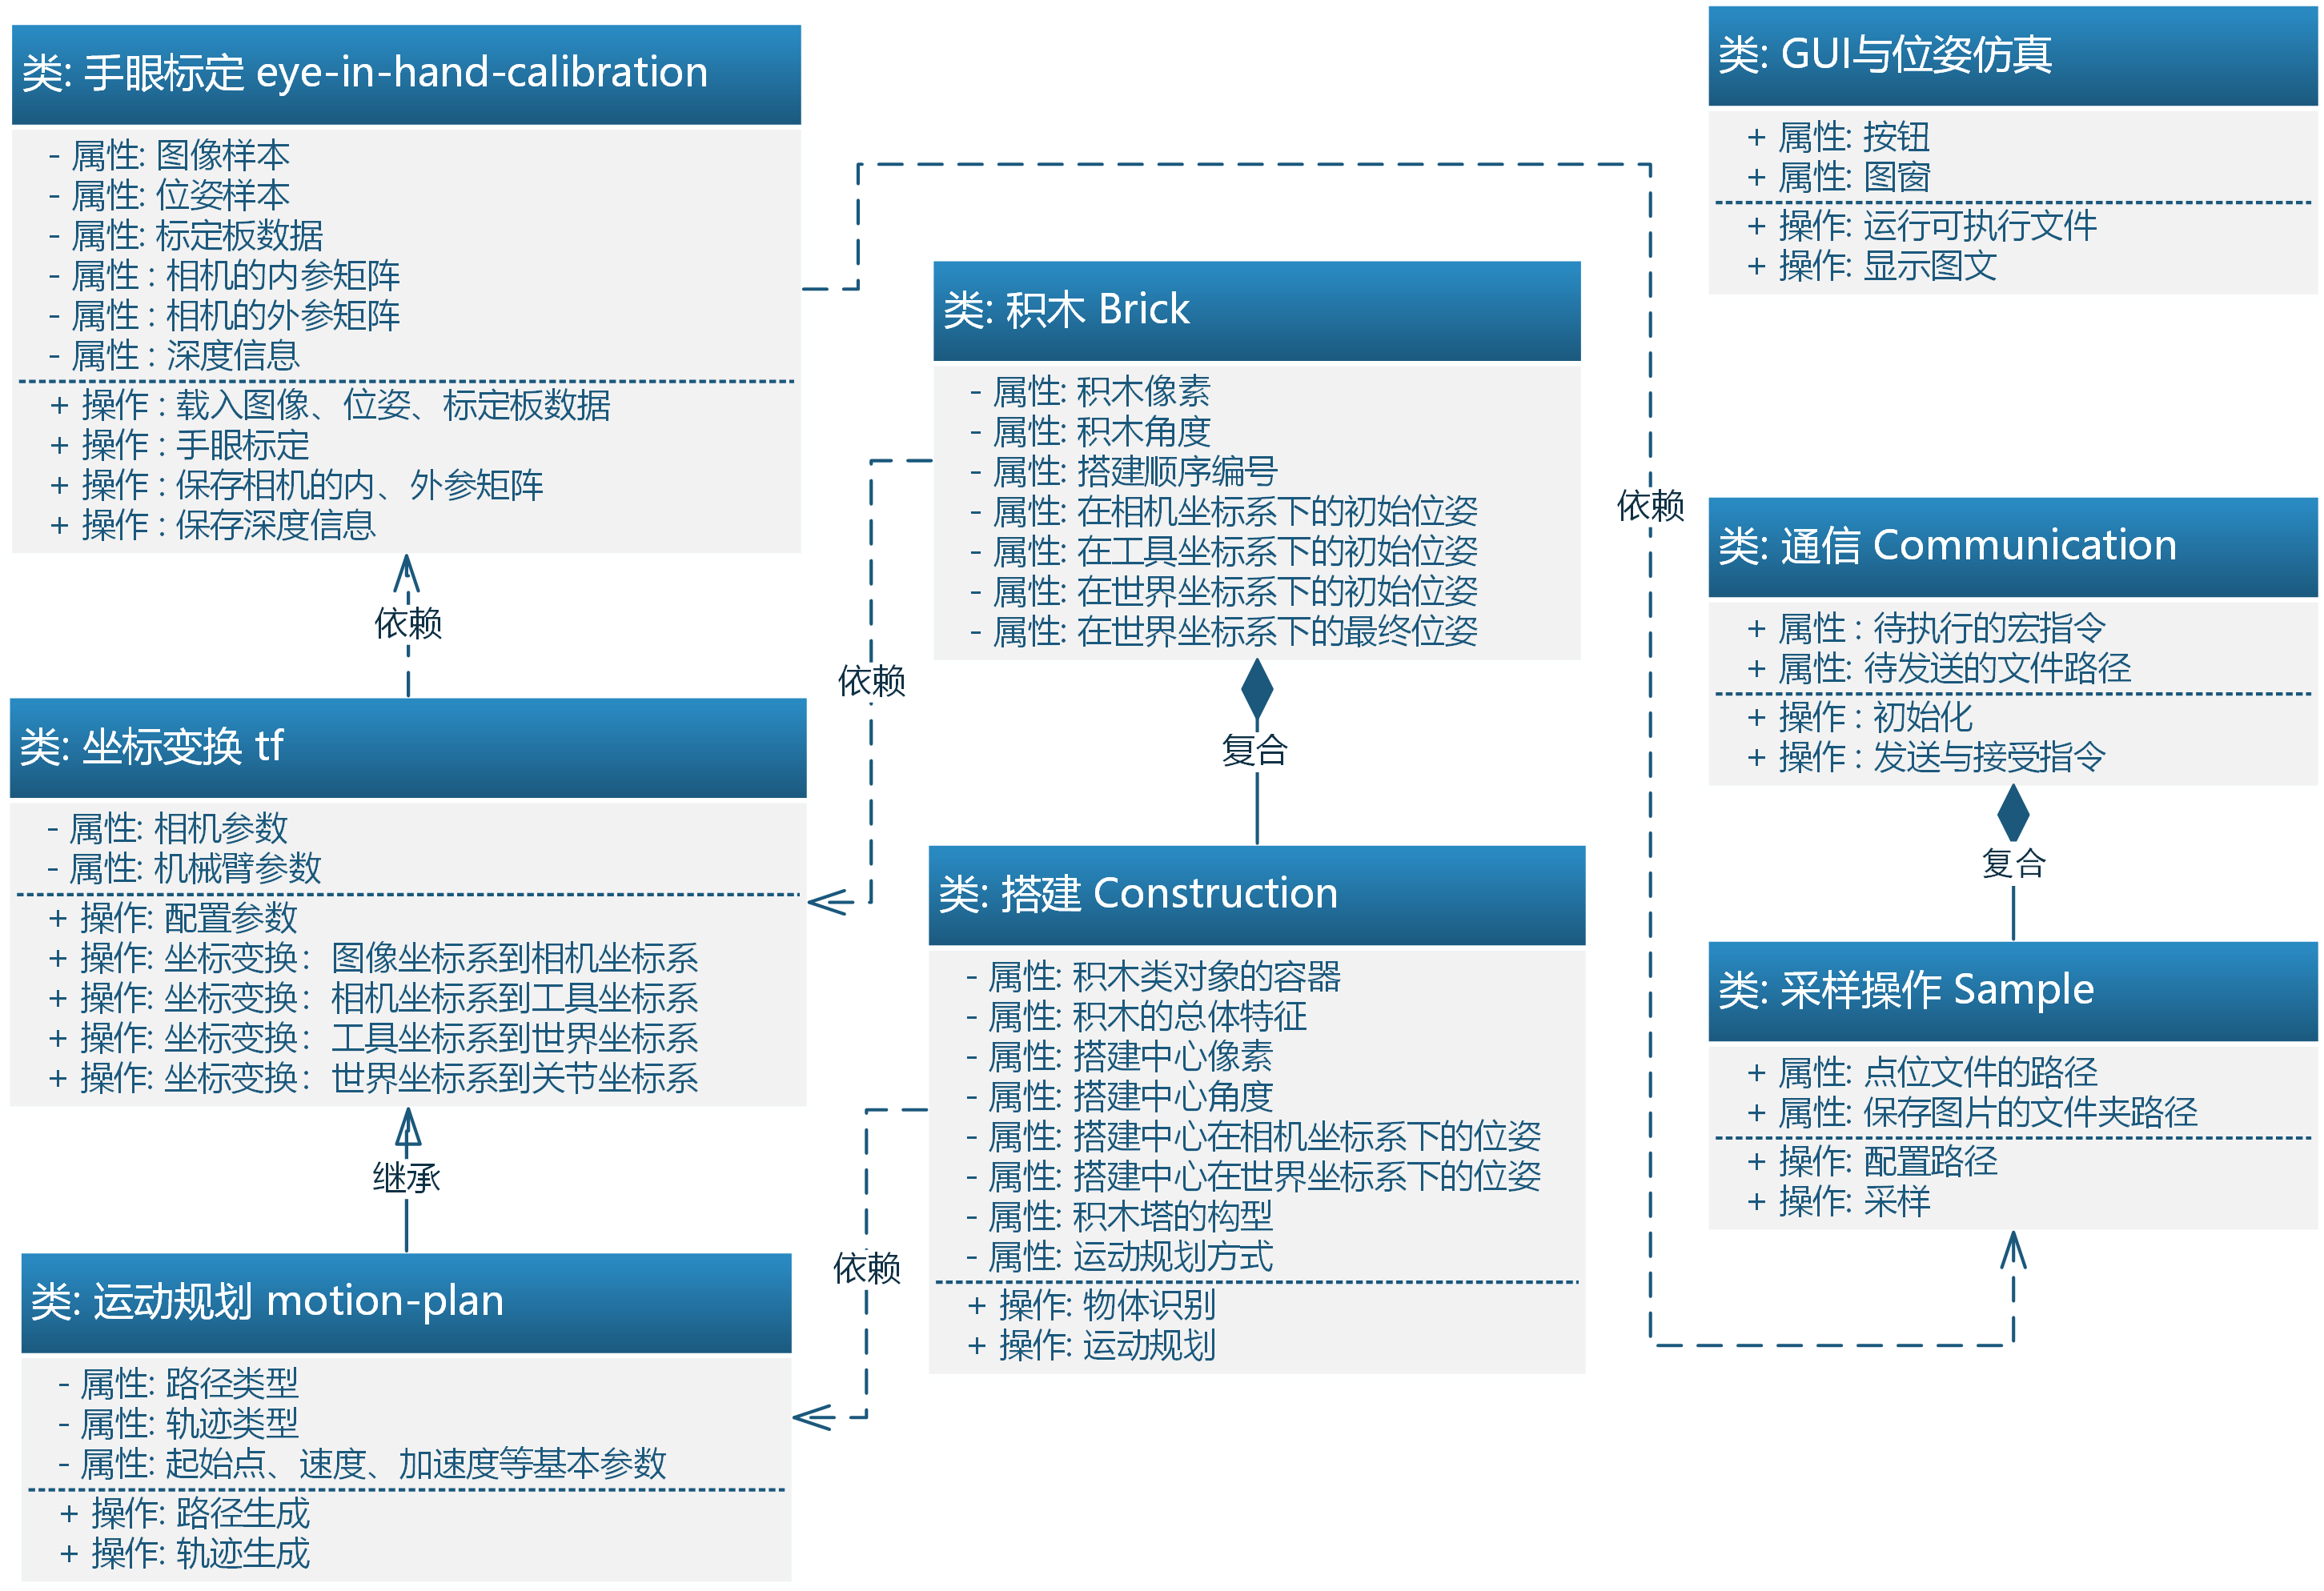 类: 手眼标定 eye-in-hand-calibration
- 属性: 图像样本
- 属性: 位姿样本
- 属性: 标定板数据
- 属性 : 相机的内参矩阵
- 属性 : 相机的外参矩阵
- 属性 : 深度信息
+ 操作 : 载入图像、位姿、标定板数据
+ 操作 : 手眼标定
+ 操作 : 保存相机的内、外参矩阵
+ 操作 : 保存深度信息
依赖
类: 坐标变换 tf
- 属性: 相机参数
- 属性: 机械臂参数
+ 操作: 配置参数
+ 操作: 坐标变换： 图像坐标系到相机坐标系
+ 操作: 坐标变换： 相机坐标系到工具坐标系
+ 操作: 坐标变换： 工具坐标系到世界坐标系
+ 操作: 坐标变换： 世界坐标系到关节坐标系
继承
类: 运动规划 motion-plan
- 属性: 路径类型
- 属性: 轨迹类型
- 属性: 起始点、速度、加速度等基本参数
+ 操作: 路径生成
+ 操作: 轨迹生成
类: 积木 Brick
- 属性: 积木像素
- 属性: 积木角度
- 属性: 搭建顺序编号
- 属性: 在相机坐标系下的初始位姿
- 属性: 在工具坐标系下的初始位姿
- 属性: 在世界坐标系下的初始位姿
- 属性: 在世界坐标系下的最终位姿
依赖
复合
类: 搭建 Construction
- 属性: 积木类对象的容器
- 属性: 积木的总体特征
- 属性: 搭建中心像素
- 属性: 搭建中心角度
- 属性: 搭建中心在相机坐标系下的位姿
- 属性: 搭建中心在世界坐标系下的位姿
- 属性: 积木塔的构型
- 属性: 运动规划方式
+ 操作: 物体识别
+ 操作: 运动规划
依赖
依赖
类: GUI与位姿仿真
+ 属性: 按钮
+ 属性: 图窗
+ 操作: 运行可执行文件
+ 操作: 显示图文
类: 通信 Communication
+ 属性 : 待执行的宏指令
+ 属性: 待发送的文件路径
+ 操作 : 初始化
+ 操作 : 发送与接受指令
复合
类: 采样操作 Sample
+ 属性: 点位文件的路径
+ 属性: 保存图片的文件夹路径
+ 操作: 配置路径
+ 操作: 采样